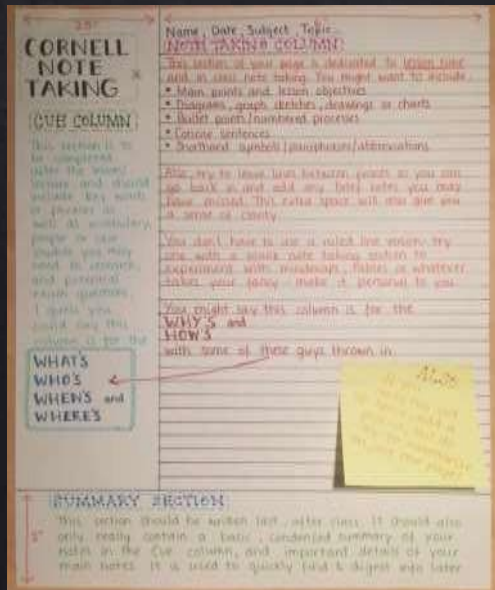 2.5"
CORNELL
NOTE
TAKING
CUE COLUMN
This section is to
be completed
after the lesson/
lecture and should
include key words
or phrases as
well as vocabulary,
people or case
studies you may
need to research,
and potential
exam questions.
I guess you
could say this
column is for the
WHAT'S
WHO'S
WHEN'S and
WHERE'S
Name, Date, Subject, Topic
NOTE TAKING COLUMN
This section of your page is dedicated to lesson time
and in class note taking. You might want to include
• Main points and lesson objectives
• Diagrams, graph sketches, drawings or charts
• Bullet points/numbered processes
• Concise sentences
• Shorthand symbols/paraphrases/abbreviations
Also, try to leave lines between points so you can
go back in and add any brief notes you may
have missed. This extra space will also give you
a sense of clarity.
You don't have to use a ruled line version, try
one with a blank note taking section to
experiment with mindmaps, tables or whatever
takes your fancy - make it personal to you.
You might say this column is for the
WHY'S and
HOW'S
with some of these guys thrown in.
SUMMARY SECTION
2"
This section should be written last, after class. It should also
only really contain a basic, condensed summary of your
notes in the Cue column, and important details of your
main notes. It is used to quickly find & digest info later